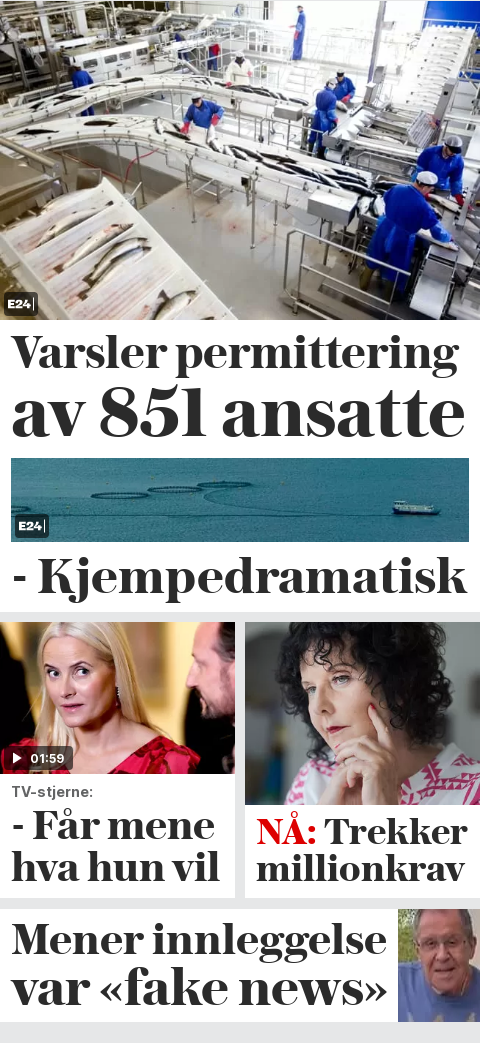 E24
Varsler permittering
av 851 ansatte
E24
- Kjempedramatisk
01:59
TV-stjerne:
- Får mene
hva hun vil
NÅ: Trekker
millionkrav
Mener innleggelse
var «fake news»